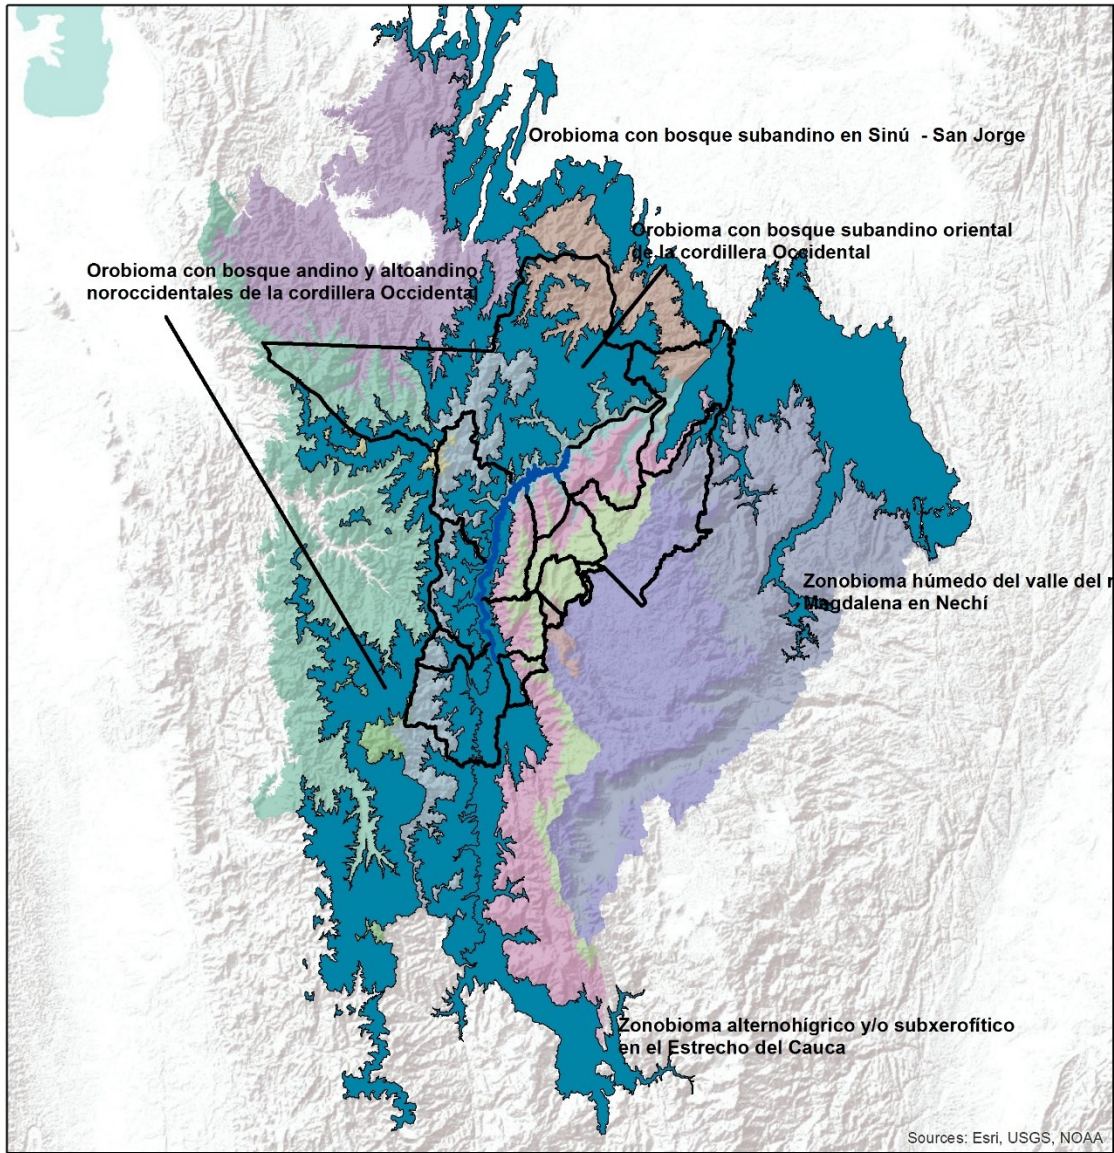 Orobioma con bosque subandino en Sinú - San Jorge
Orobioma con bosque subandino oriental
de la cordillera Occidental
Orobioma con bosque andino y altoandino
noroccidentales de la cordillera Occidental
Zonobioma húmedo del valle del r
Magdalena en Nechí
Zonobioma alternohígrico y/o subxerofítico
en el Estrecho del Cauca
Sources: Esri, USGS, NOAA